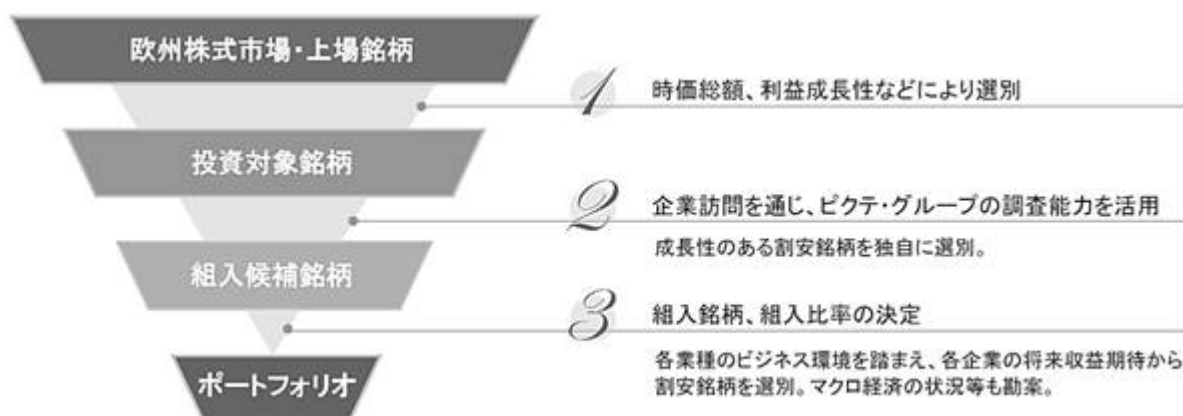 欧州株式市場・上場銘柄
1
時価総額、利益成長性などにより選別
投資対象銘柄
2
企業訪問を通じ、ピクテ・グループの調査能力を活用
成長性のある割安銘柄を独自に選別。
組入候補銘柄
3
組入銘柄、組入比率の決定
各業種のビジネス環境を踏まえ、各企業の将来収益期待から
割安銘柄を選別。マクロ経済の状況等も勘案。
ポートフォリオ